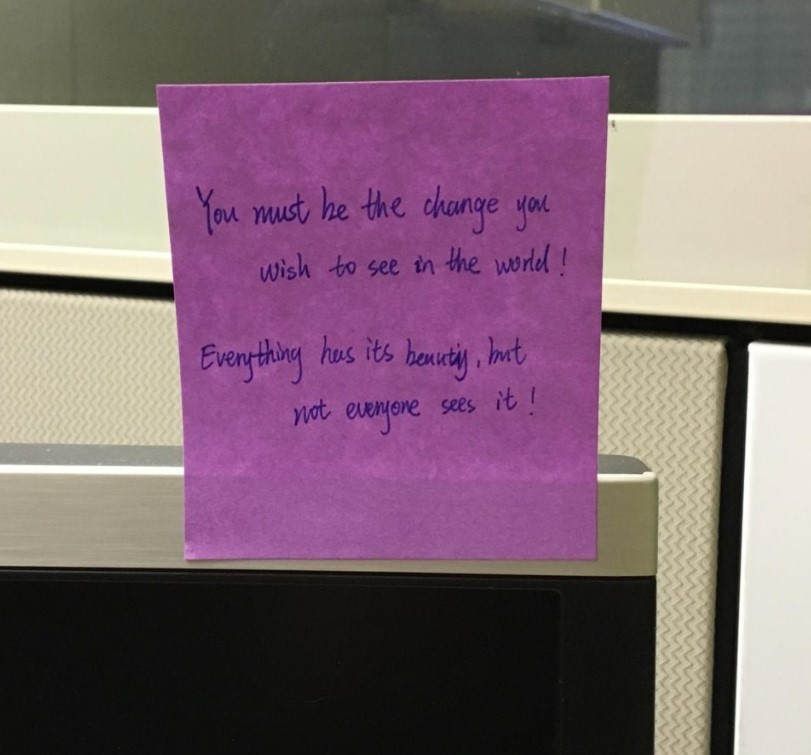 You must be the change you
wish to see in the world!
Everything has its beauty, but
not everyone sees it!